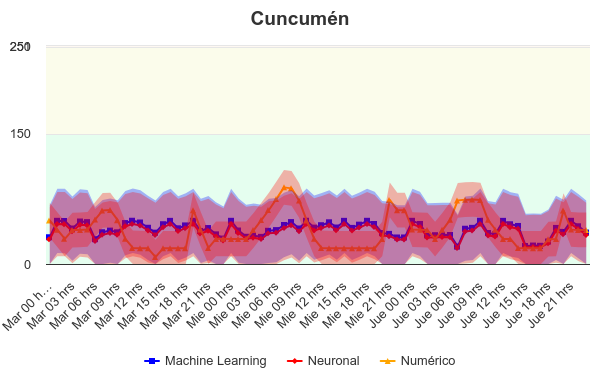 Cuncumén
250
150
0
Mar 00 h...
Mar 03 hrs
Mar 06 hrs
Mar 09 hrs
Mar 12 hrs
Mar 15 hrs
Mar 18 hrs
Mar 21 hrs
Mie 00 hrs
Mie 03 hrs
Mie 06 hrs
Mie 09 hrs
Mie 12 hrs
Mie 15 hrs
Mie 18 hrs
Mie 21 hrs
Jue 00 hrs
Jue 03 hrs
Jue 06 hrs
Jue 09 hrs
Jue 12 hrs
Jue 15 hrs
Jue 18 hrs
Jue 21 hrs
Machine Learning Neuronal Numérico